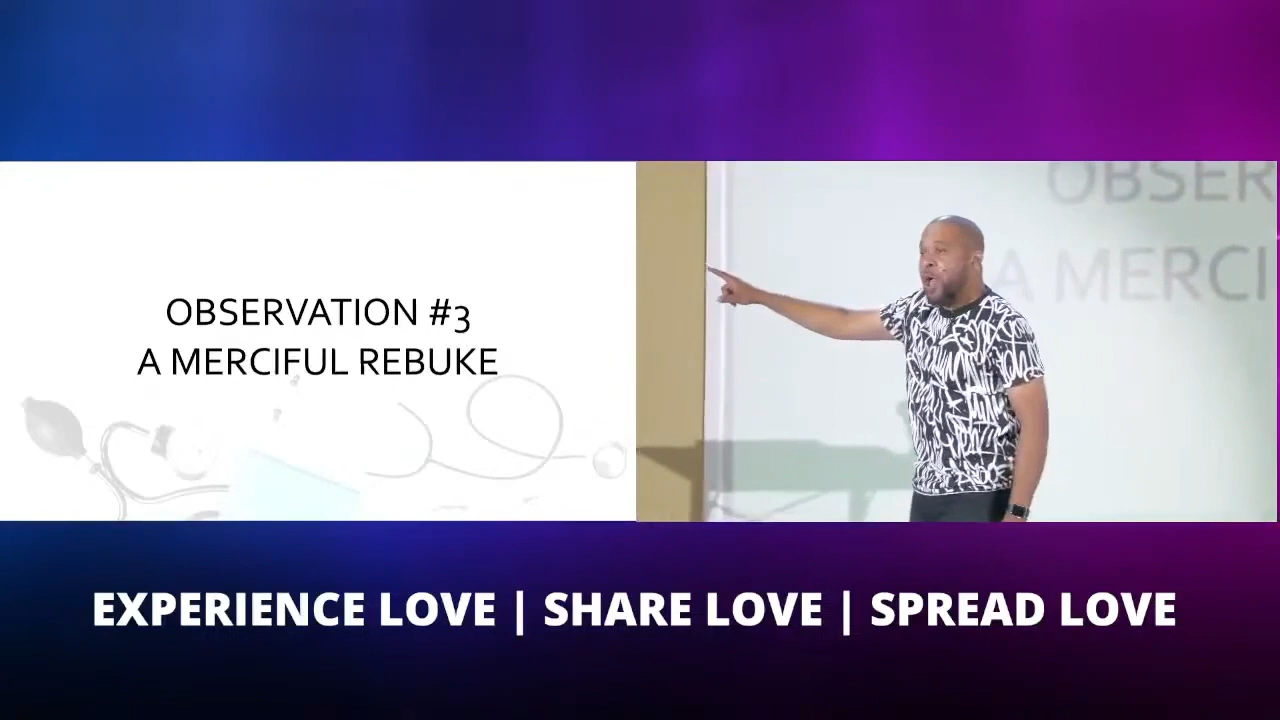 OBSERVATION #3
A MERCIFUL REBUKE
OBSER
A MERCI
EXPERIENCE LOVE | SHARE LOVE | SPREAD LOVE